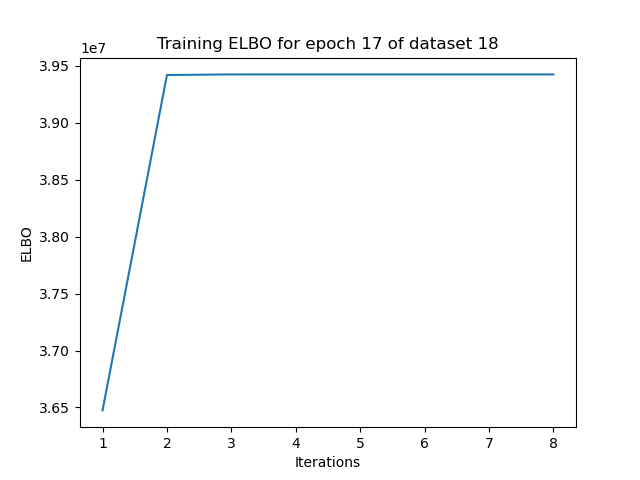 Training ELBO for epoch 17 of dataset 18
1e7
3.95
3.90
3.85
3.80
3.75
3.70
3.65
ELBO
1 2 3 4 5 6 7 8
Iterations